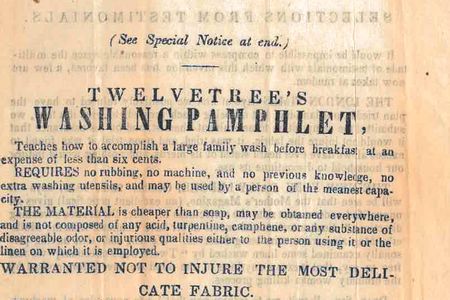 (See Special Notice at end.)
TWELVETREE'S
WASHING PAMPHLET,
Teaches how to accomplish a large family wash before breakfast at an
expense of less than six cents.
REQUIRES no rubbing, no machine, and no previous knowledge, no
extra washing utensils, and may be used by a person of the meanest capa-
city.
THE MATERIAL is cheaper than soap, may be obtained everywhere,
and is not composed of any acid, turpentine, camphene, or any substance of
disagreeable odor, or injurious qualities either to the person using it or the
linen on which it is employed.
WARRANTED NOT TO INJURE THE MOST DELI-
CATE FABRIC.